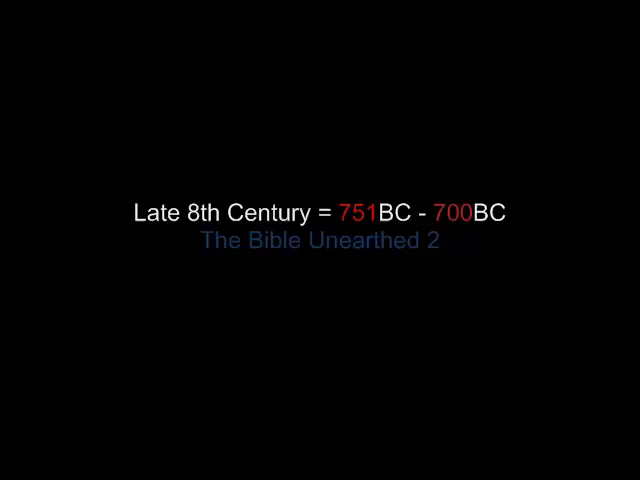 Late 8th Century = 751BC - 700BC
The Bible Unearthed 2